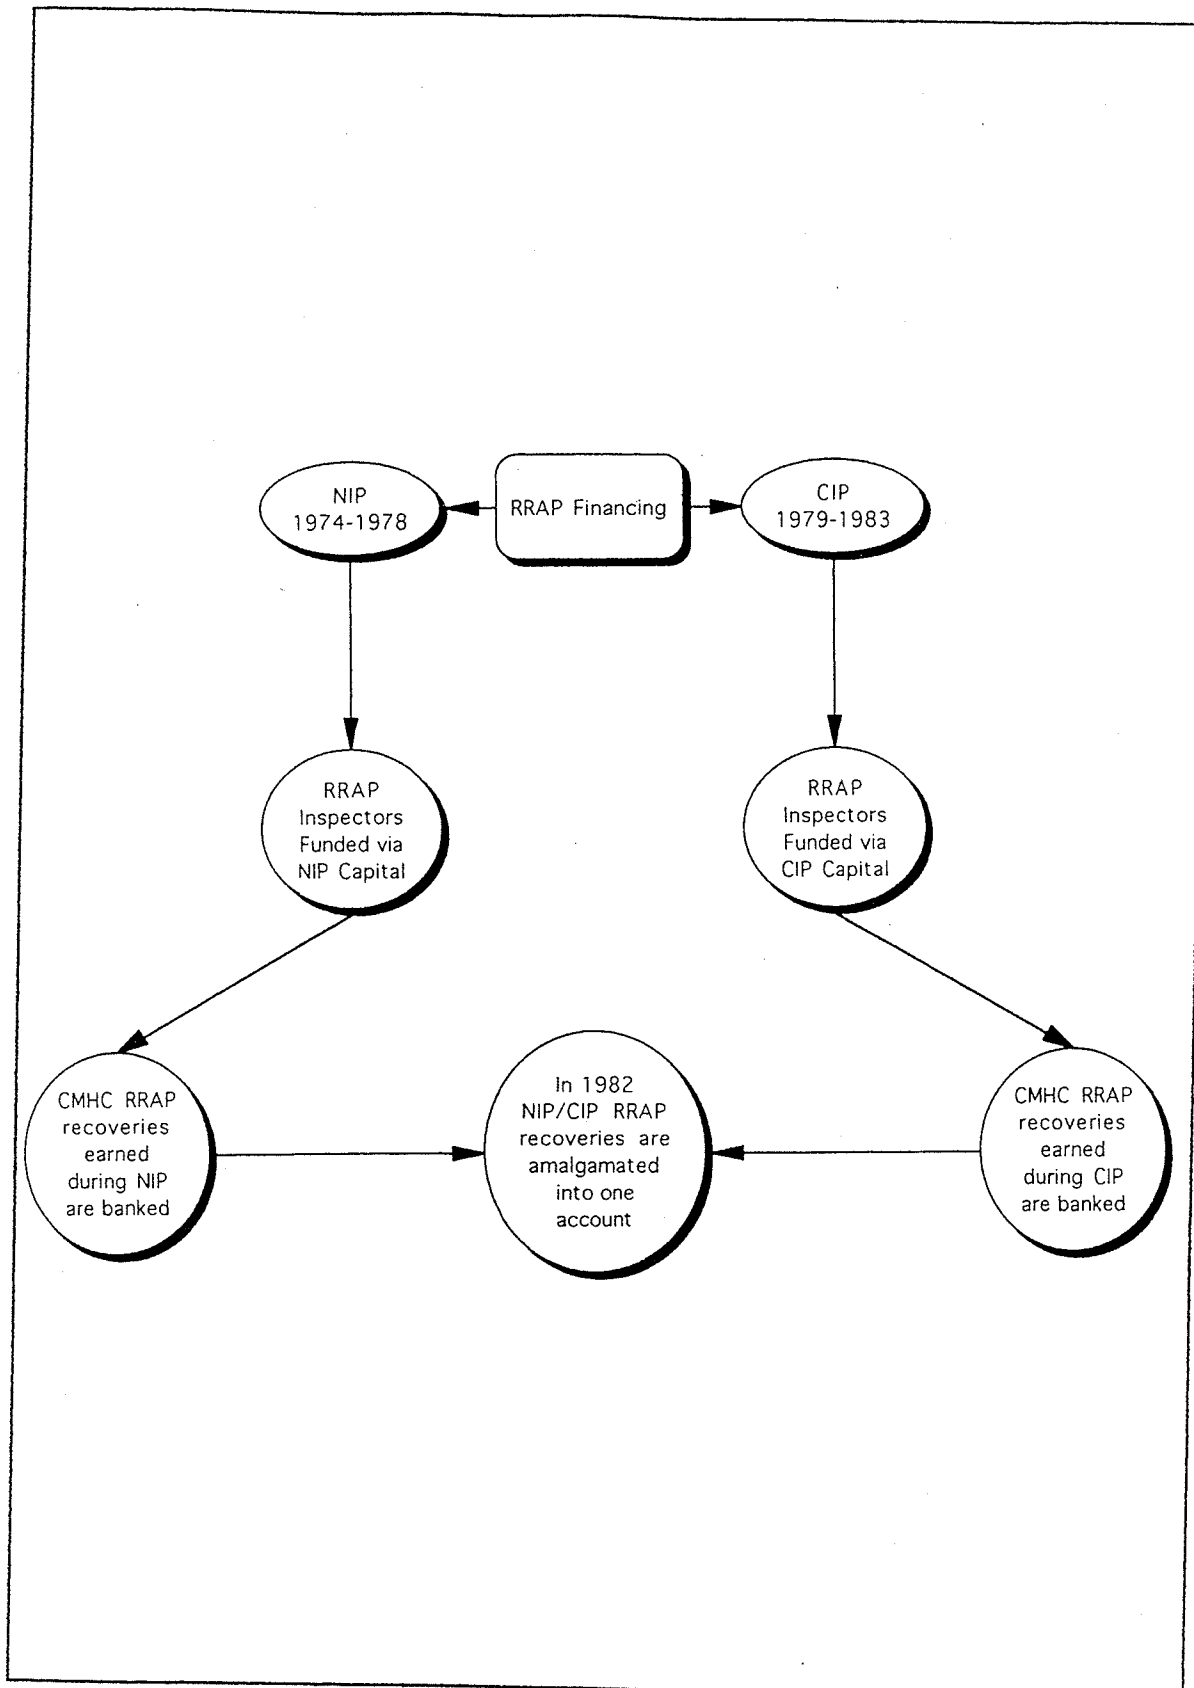 NIP
1974-1978
RRAP Financing
CIP
1979-1983
RRAP
Inspectors
Funded via
NIP Capital
RRAP
Inspectors
Funded via
CIP Capital
CMHC RRAP
recoveries
earned
during NIP
are banked
In 1982
NIP/CIP RRAP
recoveries are
amalgamated
into one
account
CMHC RRAP
recoveries
earned
during CIP
are banked